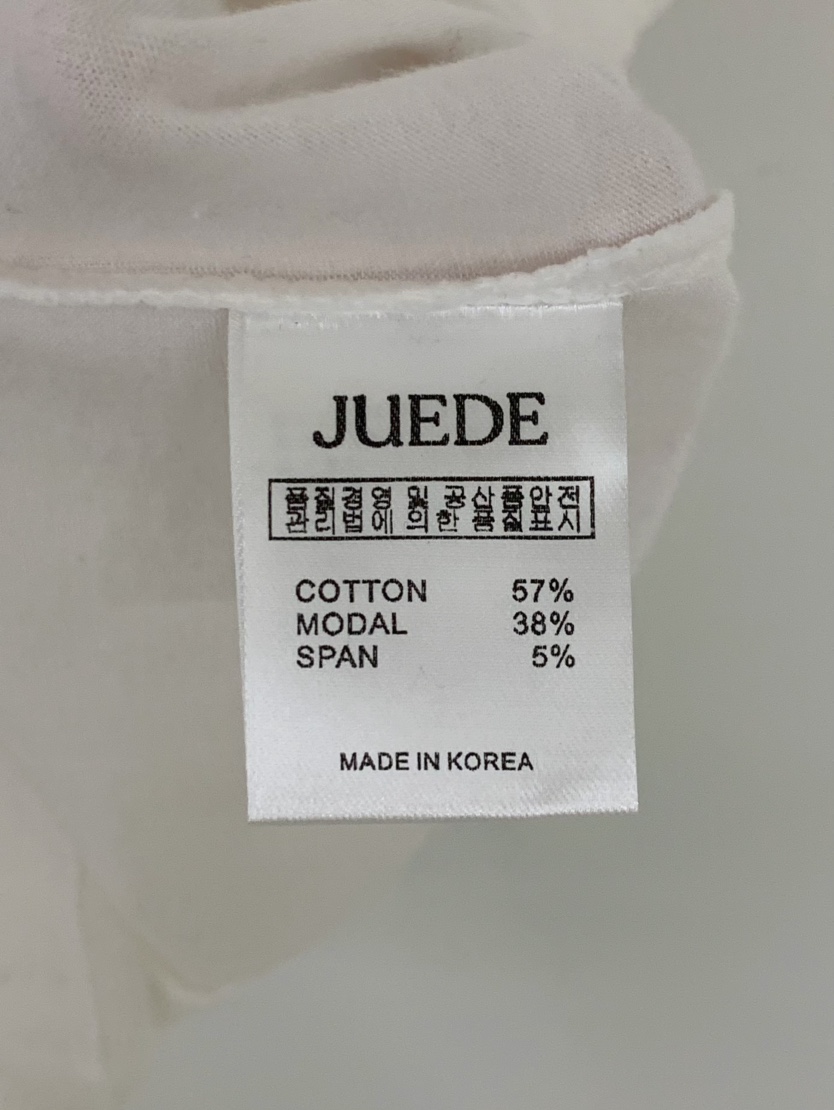 JUEDE
품질경영 및 공산품안전
관리법에 의한 품질표시
COTTON 57%
MODAL 38%
SPAN 5%
MADE IN KOREA